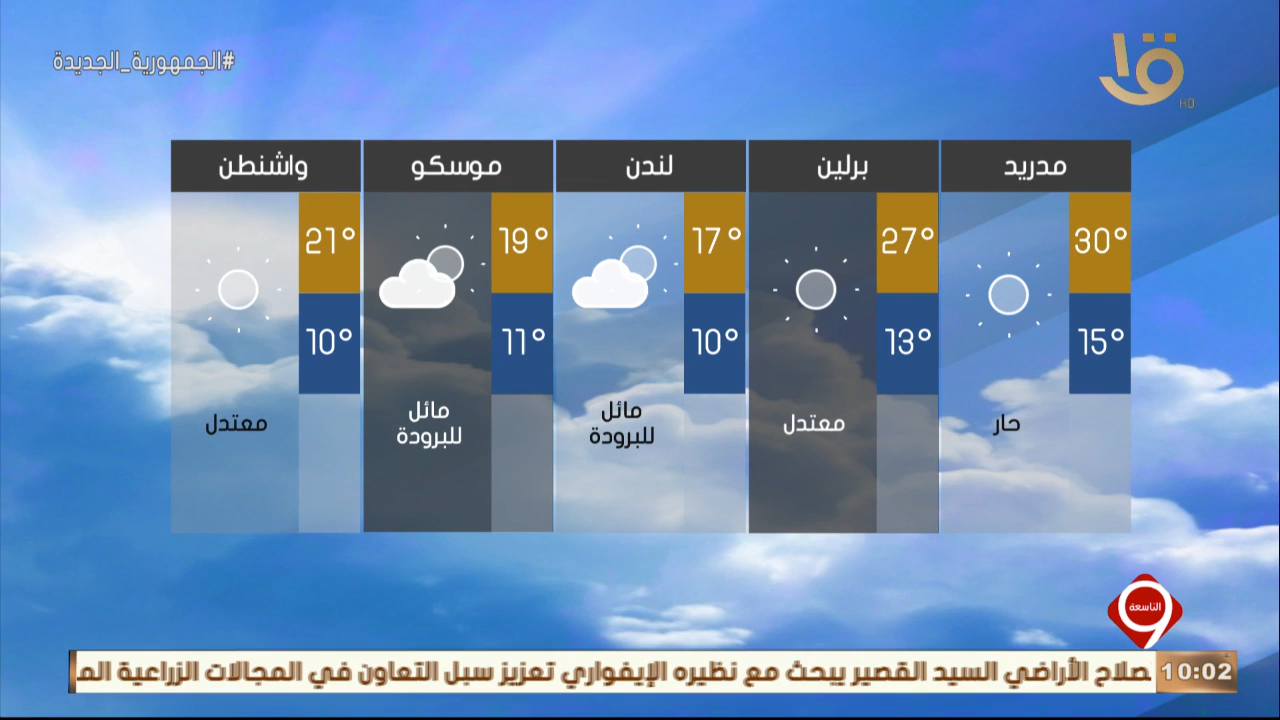 #الجمهورية_الجديدة
HD
مدريد
30°
15°
حار
برلين
27°
13°
معتدل
لندن
17°
10°
مائل
للبرودة
موسكو
19°
11°
مائل
للبرودة
واشنطن
21°
10°
معتدل
التاسعة
9
10:02
صلاح الأراضي السيد القصير يبحث مع نظيره الإيفواري تعزيز سبل التعاون في المجالات الزراعية الم